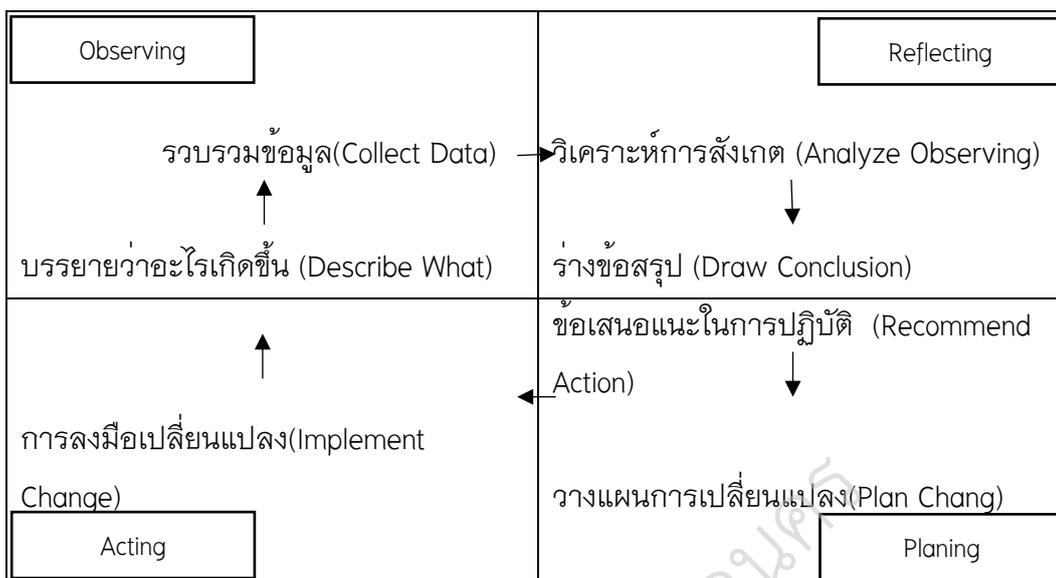 Observing
Reflecting
รวบรวมข้อมูล(Collect Data)
วิเคราะห์การสังเกต (Analyze Observing)
บรรยายว่าอะไรเกิดขึ้น (Describe What)
ร่างข้อสรุป (Draw Conclusion)
ข้อเสนอแนะในการปฏิบัติ (Recommend
Action)
การลงมือเปลี่ยนแปลง(Implement
Change)
วางแผนการเปลี่ยนแปลง(Plan Chang)
Acting
Planing